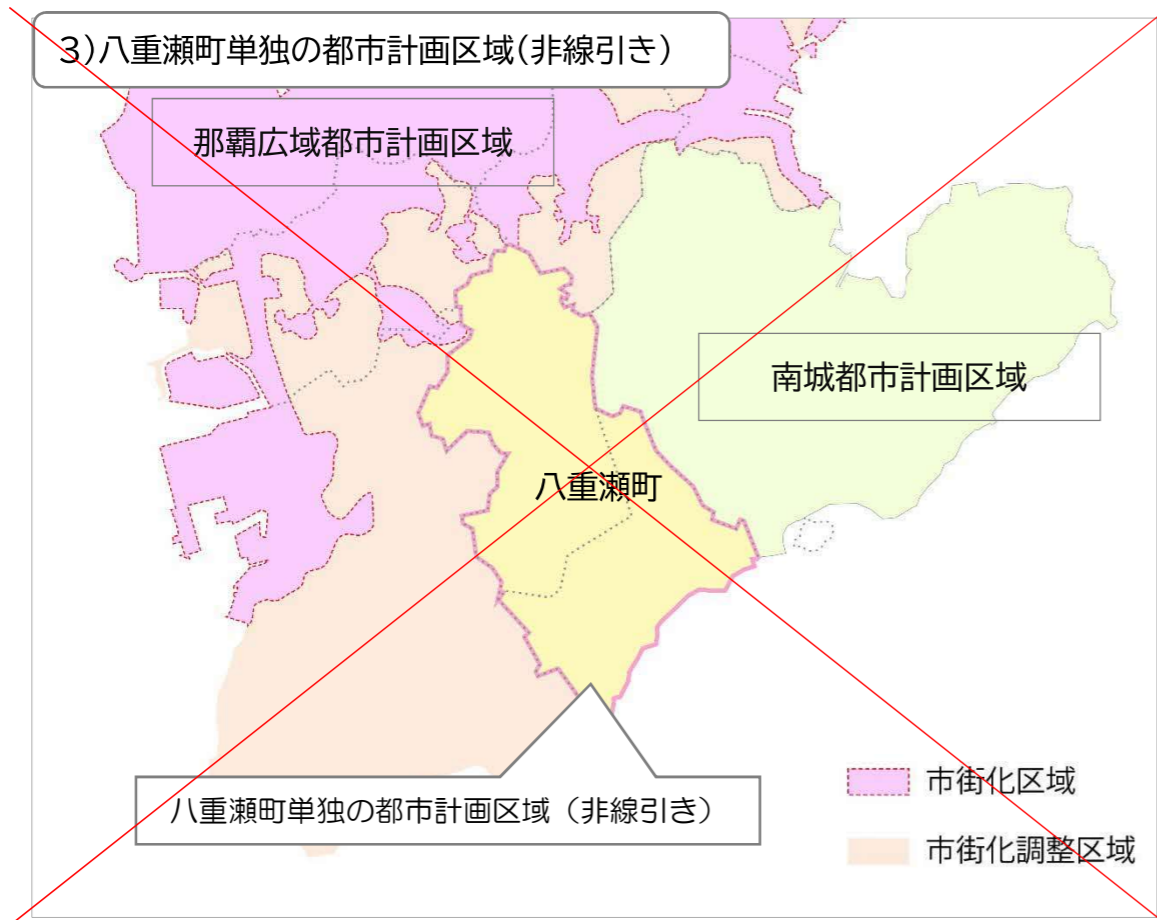 3)八重瀬町単独の都市計画区域(非線引き)
那覇広域都市計画区域
南城都市計画区域
八重瀬町
八重瀬町単独の都市計画区域（非線引き）
市街化区域
市街化調整区域